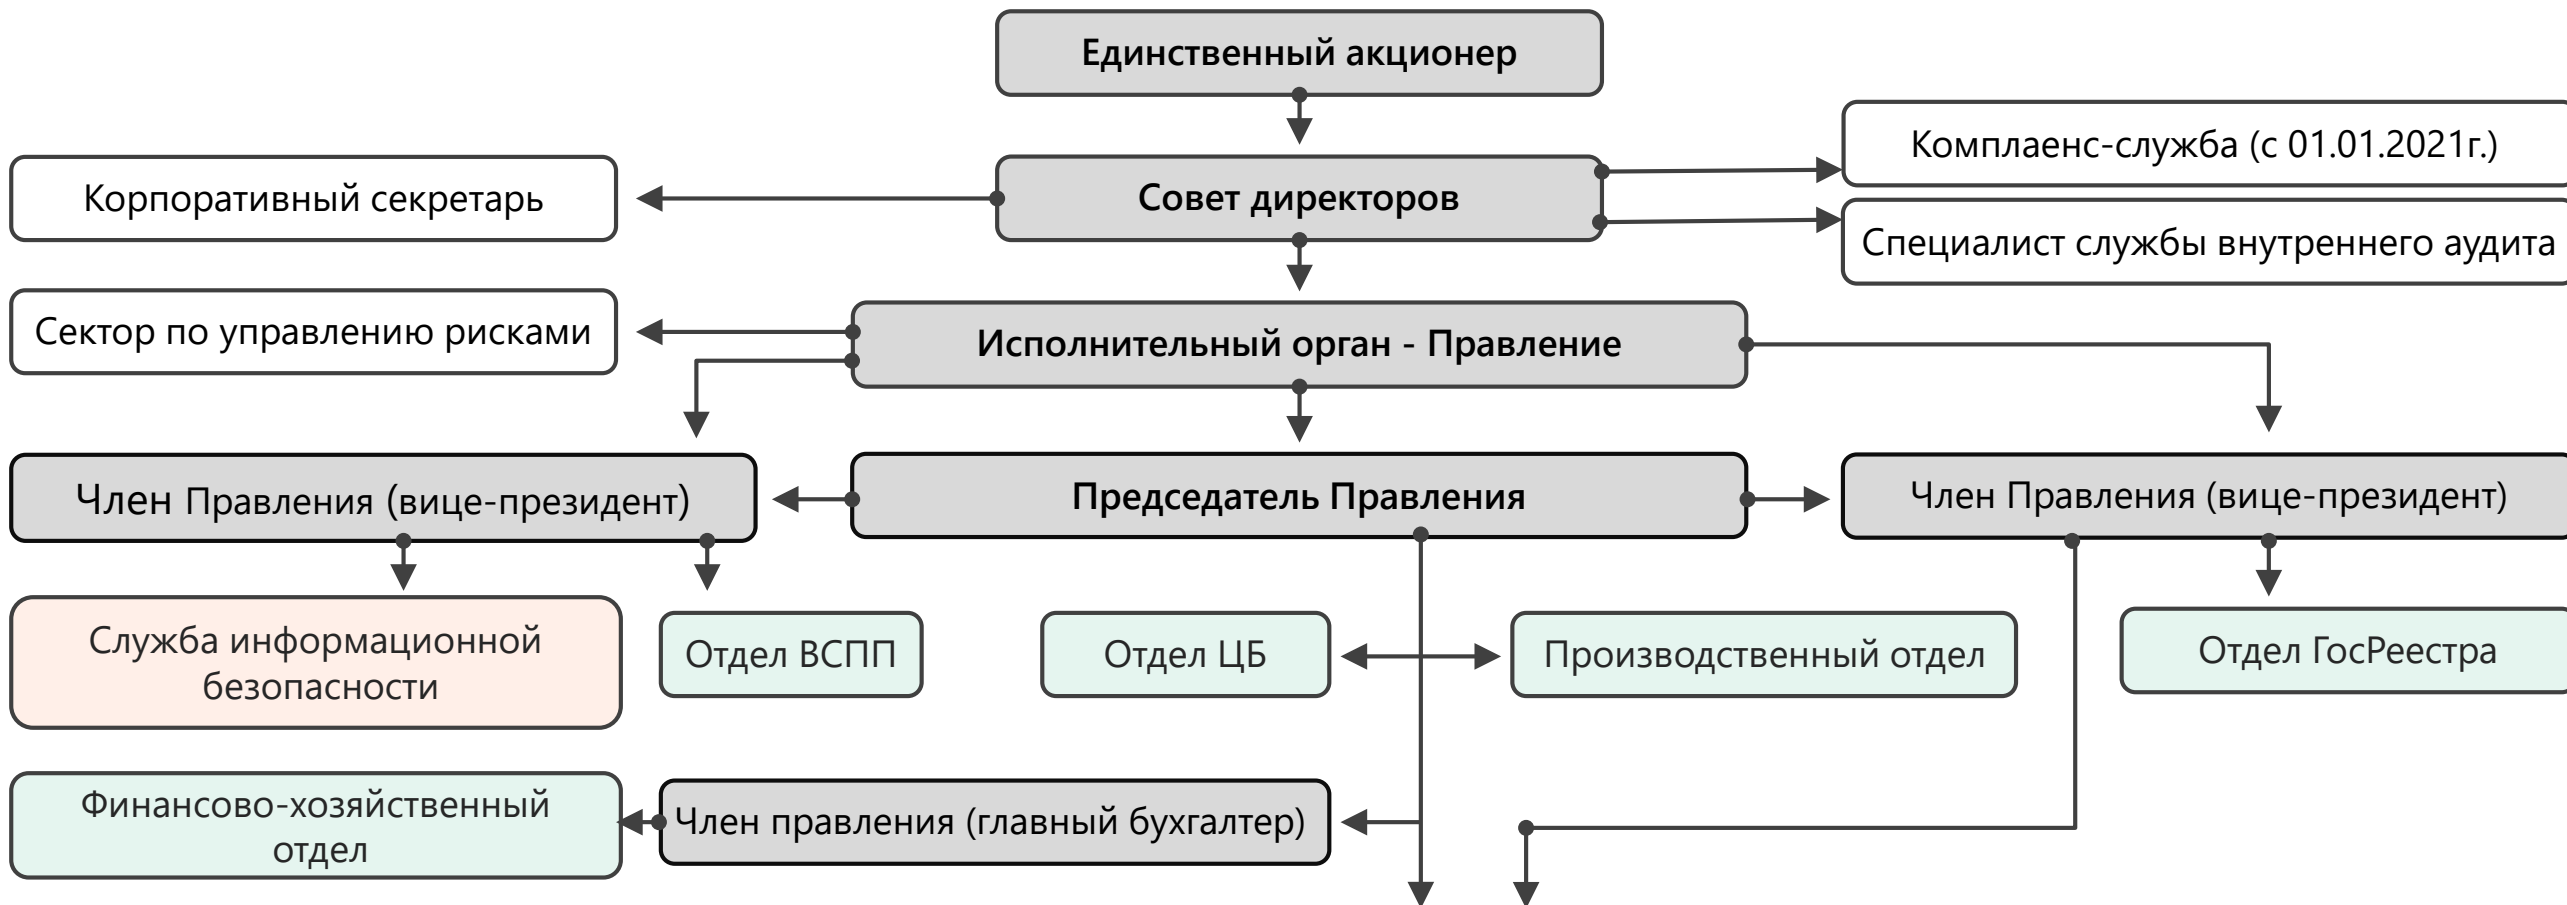 Единственный акционер
Комплаенс-служба (с 01.01.2021г.)
Корпоративный секретарь
Совет директоров
Специалист службы внутреннего аудита
Сектор по управлению рисками
Исполнительный орган - Правление
Член Правления (вице-президент)
Председатель Правления
Член Правления (вице-президент)
Служба информационной
безопасности
Отдел ВСПП
Отдел ЦБ
Производственный отдел
Отдел ГосРеестра
Финансово-хозяйственный
отдел
Член правления (главный бухгалтер)